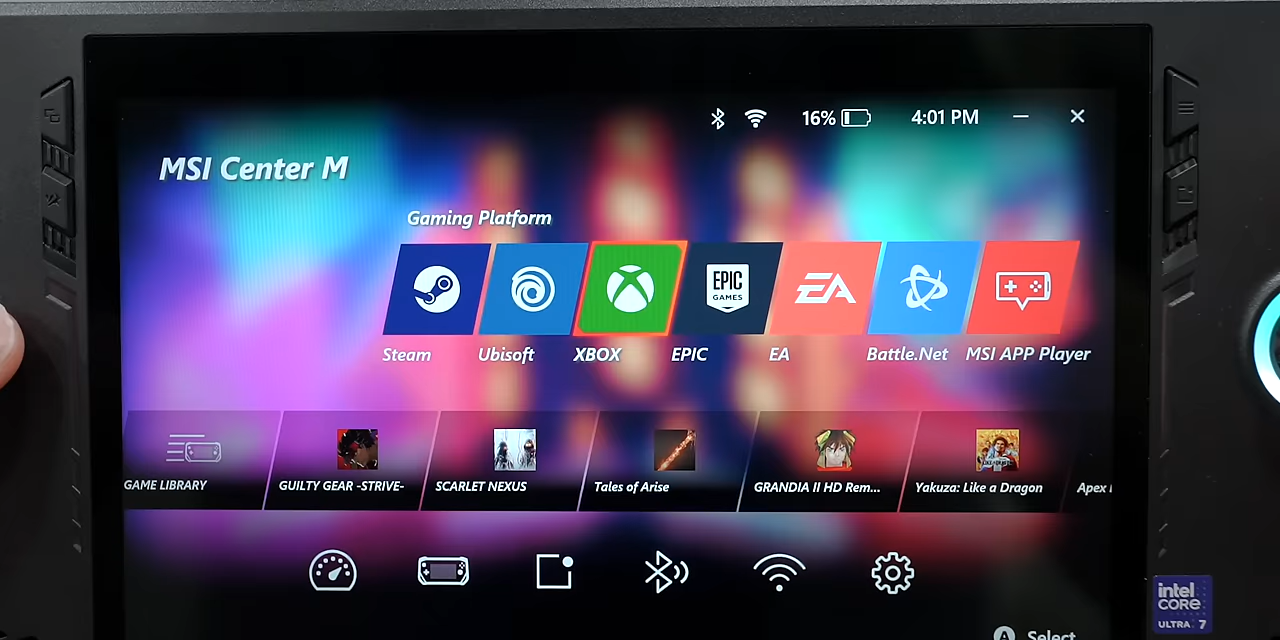 16% 4:01 PM
MSI Center M
Gaming Platform
EPIC
GAMES
EA
Steam Ubisoft XBOX EPIC EA Battle.Net MSI APP Player
GAME LIBRARY GUILTY GEAR -STRIVE- SCARLET NEXUS Tales of Arise GRANDIA II HD Rem... Yakuza: Like a Dragon Apex
intel
CORE
ULTRA 7
A Select